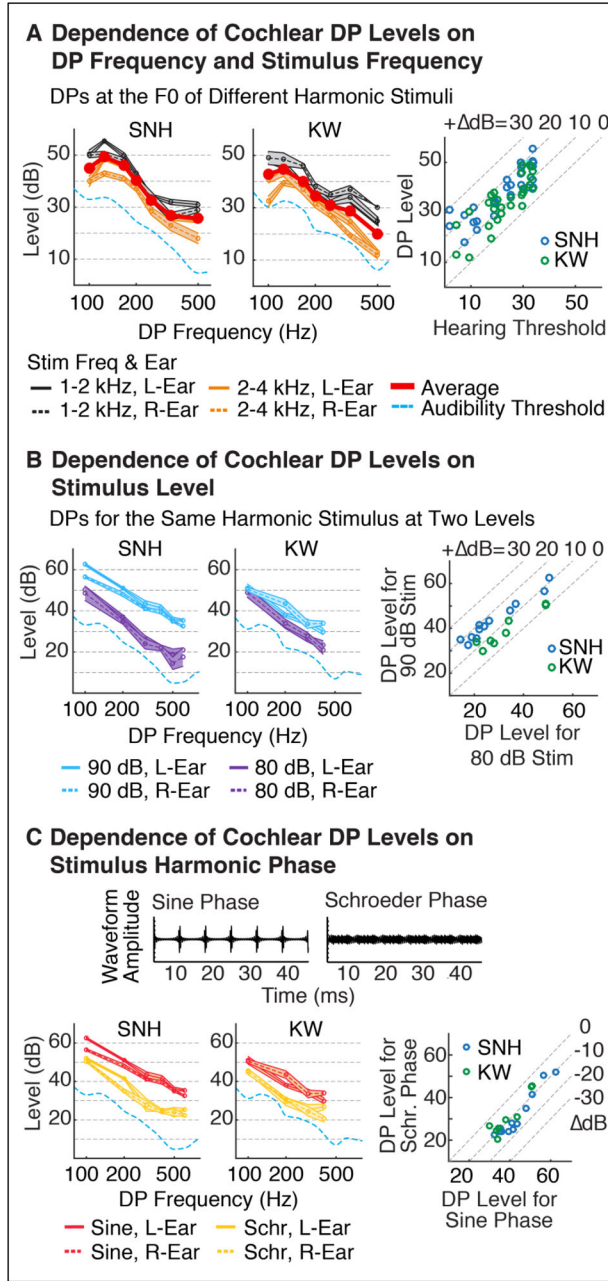 A Dependence of Cochlear DP Levels on
DP Frequency and Stimulus Frequency
DPs at the F0 of Different Harmonic Stimuli
SNH
KW
+ΔdB= 30 20 10 0
Level (dB)
50
30
10
100 200 500
50
30
10
100 200 500
DP Frequency (Hz)
DP Level
50
30
10
SNH
KW
10 30 50
Hearing Threshold
Stim Freq & Ear
1-2 kHz, L-Ear
2-4 kHz, L-Ear
Average
1-2 kHz, R-Ear
2-4 kHz, R-Ear
Audibility Threshold
B Dependence of Cochlear DP Levels on
Stimulus Level
DPs for the Same Harmonic Stimulus at Two Levels
SNH
KW
+ΔdB=30 20 10 0
Level (dB)
60
40
20
100 200 500
60
40
20
100 200 500
DP Frequency (Hz)
DP Level for
90 dB Stim
60
40
20
SNH
KW
20 40 60
DP Level for
80 dB Stim
90 dB, L-Ear
80 dB, L-Ear
90 dB, R-Ear
80 dB, R-Ear
C Dependence of Cochlear DP Levels on
Stimulus Harmonic Phase
Waveform
Amplitude
Sine Phase
Schroeder Phase
10 20 30 40
10 20 30 40
Time (ms)
SNH
KW
Level (dB)
60
40
20
100 200 500
60
40
20
100 200 500
DP Frequency (Hz)
DP Level for
Schr. Phase
60
40
20
SNH
KW
0
-10
-20
-30
ΔdB
20 40 60
DP Level for
Sine Phase
Sine, L-Ear
Schr, L-Ear
Sine, R-Ear
Schr, R-Ear